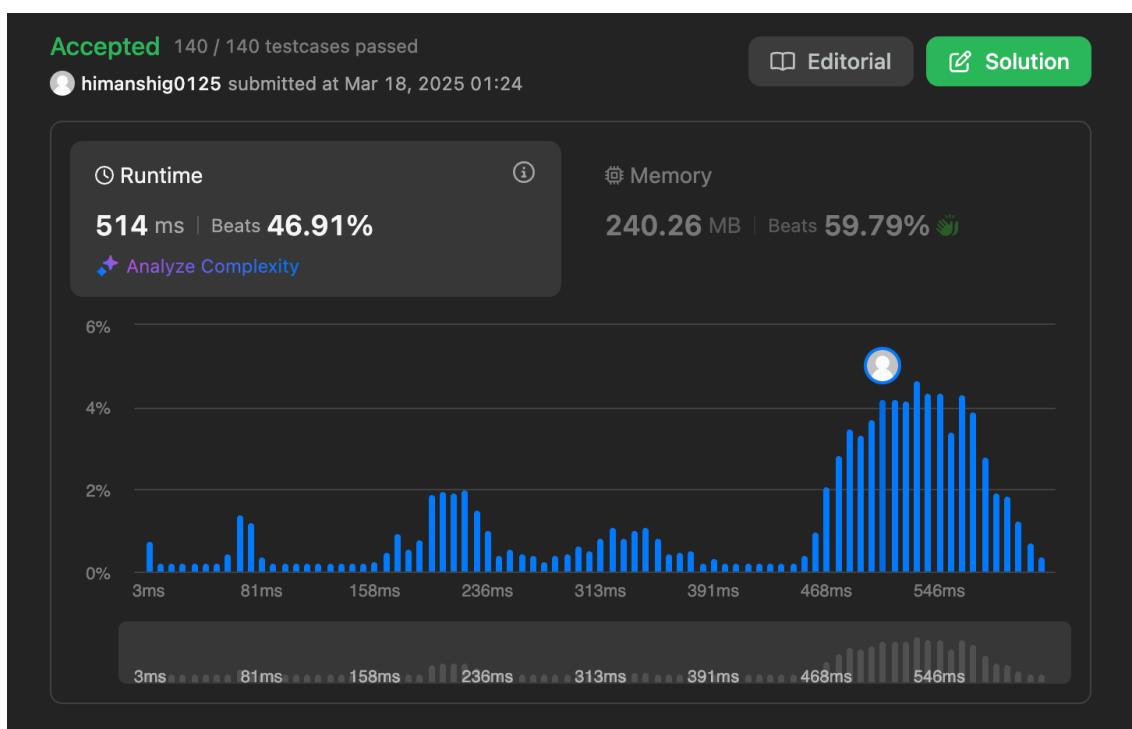 Accepted 140 / 140 testcases passed
Editorial
Solution
himanshig0125 submitted at Mar 18, 2025 01:24
Runtime
514 ms | Beats 46.91%
Analyze Complexity
Memory
240.26 MB | Beats 59.79%
6%
4%
2%
0%
3ms 81ms 158ms 236ms 313ms 391ms 468ms 546ms
3ms 81ms 158ms 236ms 313ms 391ms 468ms 546ms